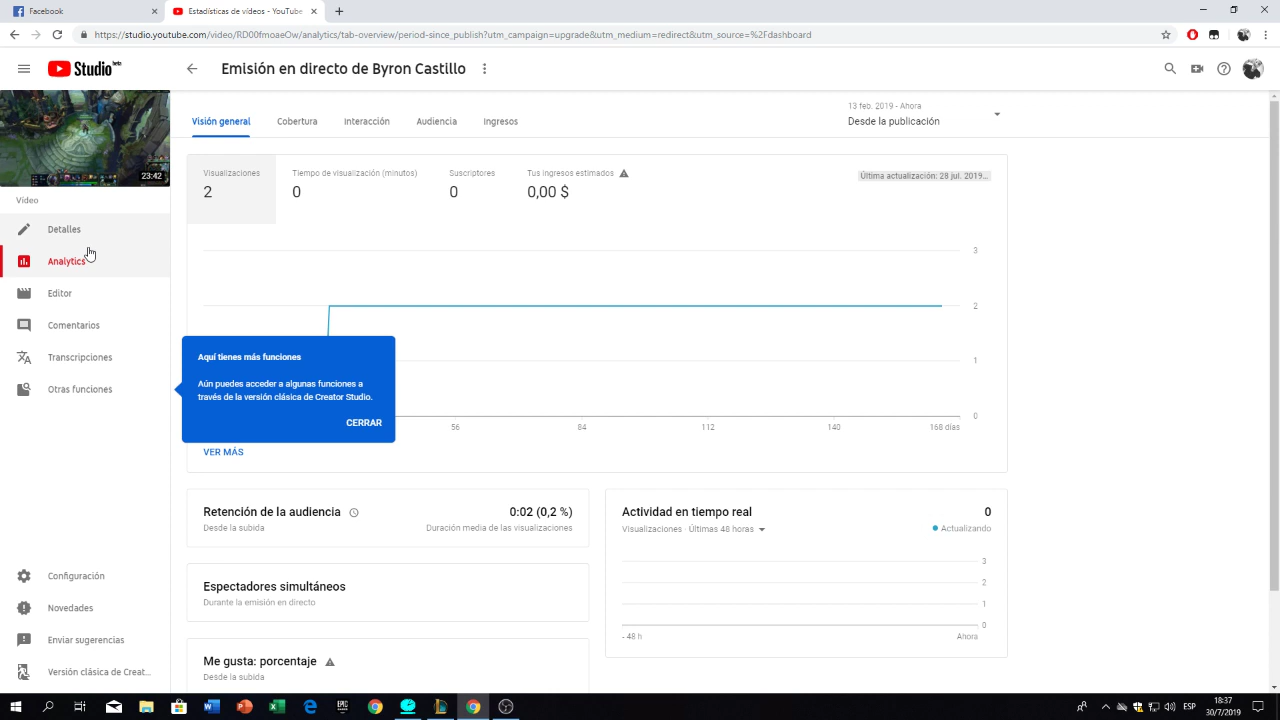 Facebook
Estadísticas de vídeo - YouTube
https://studio.youtube.com/video/RD00fmoaeOw/analytics/tab-overview/period-since_publish?utm_campaign=upgrade&utm_medium=redirect&utm_source=%2Fdashboard
Studio beta
Emisión en directo de Byron Castillo
23:42
Vídeo
Detalles
Analytics
Editor
Comentarios
Transcripciones
Otras funciones
Configuración
Novedades
Enviar sugerencias
Versión clásica de Creat...
Visión general
Cobertura
Interacción
Audiencia
Ingresos
13 feb. 2019 - Ahora
Desde la publicación
Visualizaciones
2
Tiempo de visualización (minutos)
0
Suscriptores
0
Tus ingresos estimados
0,00 $
Última actualización: 28 jul. 2019...
3
2
1
0
56
84
112
140
168 días
Aquí tienes más funciones
Aún puedes acceder a algunas funciones a
través de la versión clásica de Creator Studio.
CERRAR
VER MÁS
Retención de la audiencia
0:02 (0,2 %)
Desde la subida
Duración media de las visualizaciones
Espectadores simultáneos
Durante la emisión en directo
Me gusta: porcentaje
Desde la subida
Actividad en tiempo real
0
Visualizaciones · Últimas 48 horas
Actualizando
3
2
1
0
- 48 h
Ahora
ESP
18:37
30/7/2019